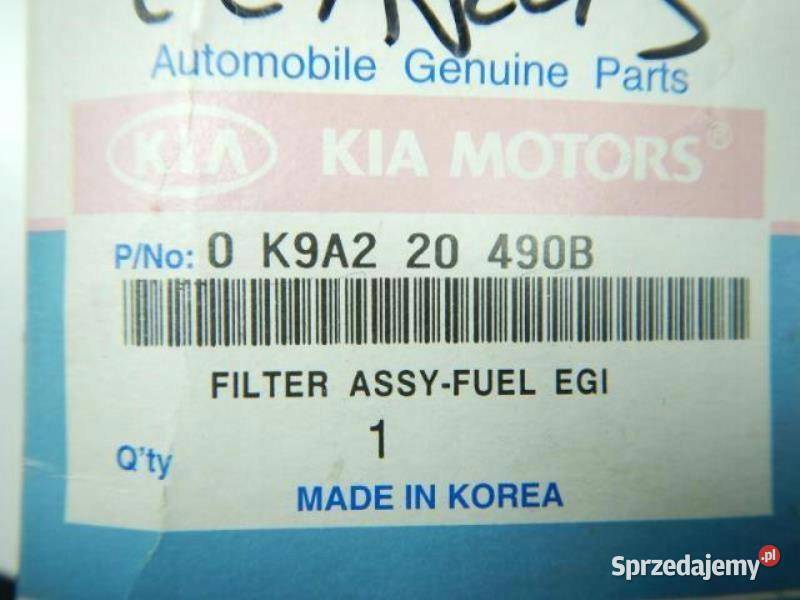 Automobile Genuine Parts
KIA KIA MOTORS®
P/No: 0 K9A2 20 490B
FILTER ASSY-FUEL EGI
Q'ty 1
MADE IN KOREA
Sprzedajemy.pl